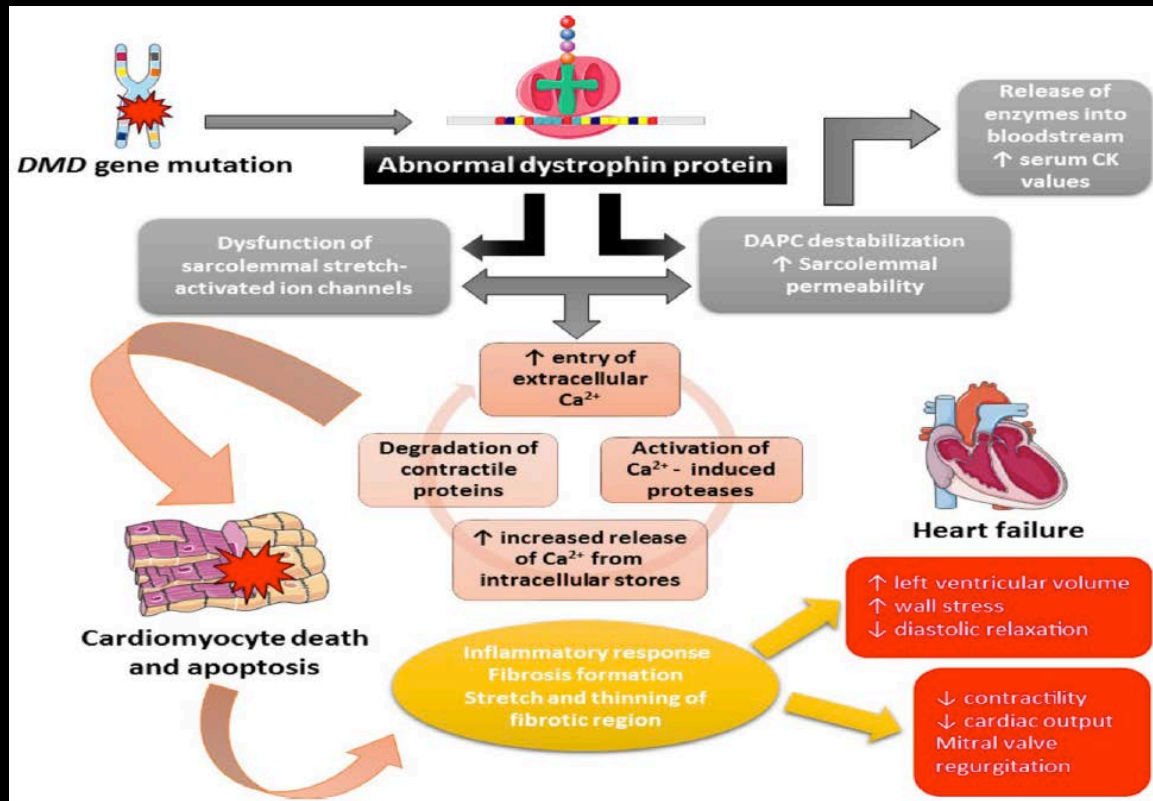 DMD gene mutation
Abnormal dystrophin protein
Release of
enzymes into
bloodstream
↑ serum CK
values
Dysfunction of
sarcolemmal stretch-
activated ion channels
DAPC destabilization
↑ Sarcolemmal
permeability
↑ entry of
extracellular
Ca²⁺
Degradation of
contractile
proteins
Activation of
Ca²⁺ - induced
proteases
↑ increased release
of Ca²⁺ from
intracellular stores
Cardiomyocyte death
and apoptosis
Inflammatory response
Fibrosis formation
Stretch and thinning of
fibrotic region
Heart failure
↑ left ventricular volume
↑ wall stress
↓ diastolic relaxation
↓ contractility
↓ cardiac output
Mitral valve
regurgitation